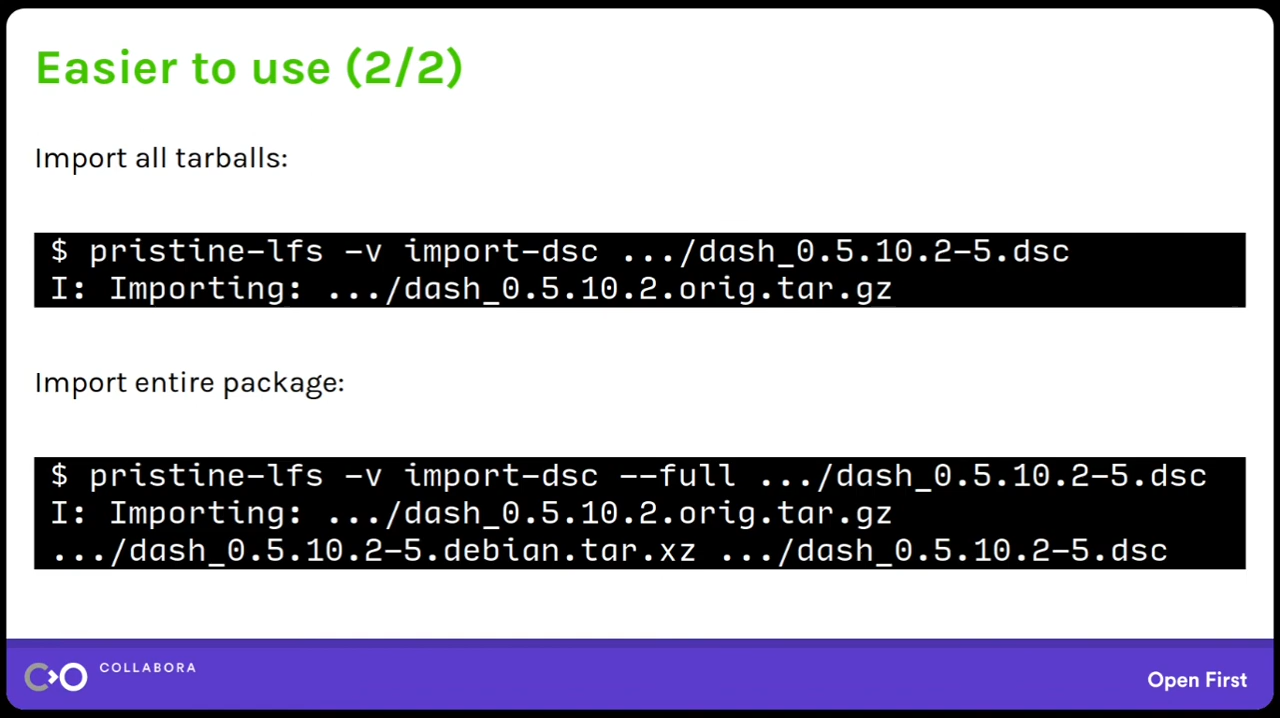 Easier to use (2/2)
Import all tarballs:
$ pristine-lfs -v import-dsc .../dash_0.5.10.2-5.dsc
I: Importing: .../dash_0.5.10.2.orig.tar.gz
Import entire package:
$ pristine-lfs -v import-dsc --full .../dash_0.5.10.2-5.dsc
I: Importing: .../dash_0.5.10.2.orig.tar.gz
.../dash_0.5.10.2-5.debian.tar.xz .../dash_0.5.10.2-5.dsc
COLLABORA
Open First